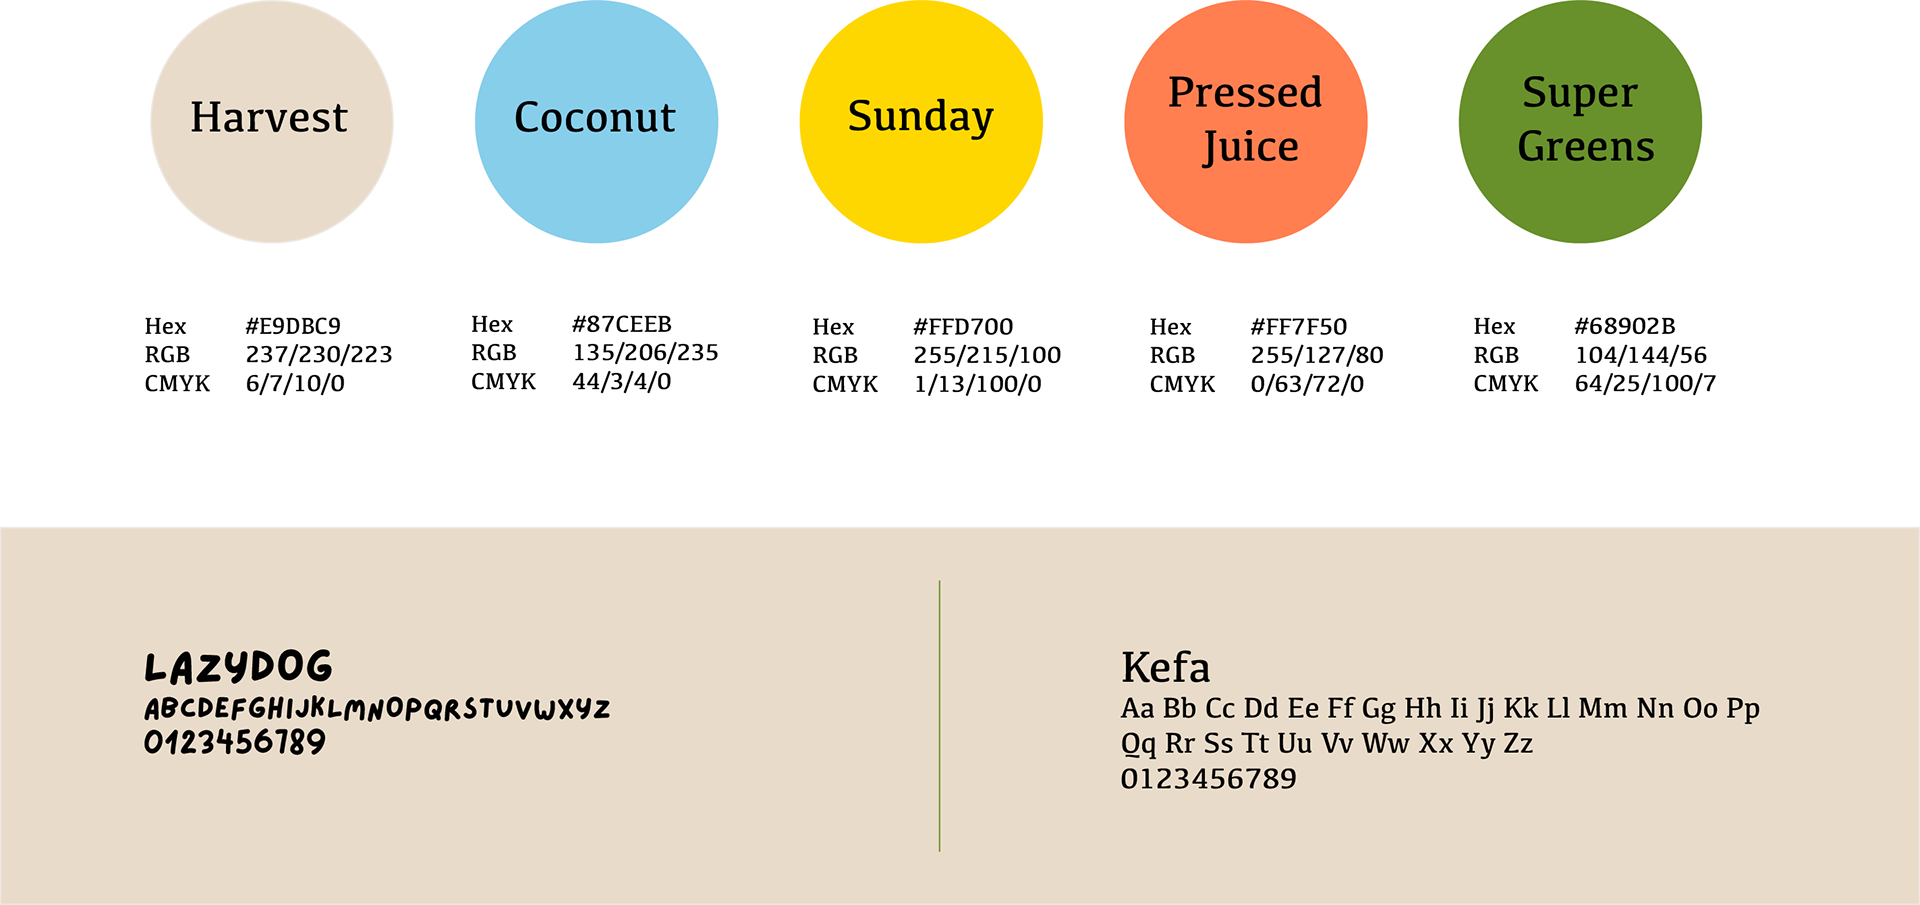 Harvest
Coconut
Sunday
Pressed
Juice
Super
Greens
Hex #E9DBC9
RGB 237/230/223
CMYK 6/7/10/0
Hex #87CEEB
RGB 135/206/235
CMYK 44/3/4/0
Hex #FFD700
RGB 255/215/100
CMYK 1/13/100/0
Hex #FF7F50
RGB 255/127/80
CMYK 0/63/72/0
Hex #68902B
RGB 104/144/56
CMYK 64/25/100/7
LAZYDOG
ABCDEFGHIJKLMNOPQRSTUVWXYZ
0123456789
Kefa
Aa Bb Cc Dd Ee Ff Gg Hh Ii Jj Kk Ll Mm Nn Oo Pp
Qq Rr Ss Tt Uu Vv Ww Xx Yy Zz
0123456789